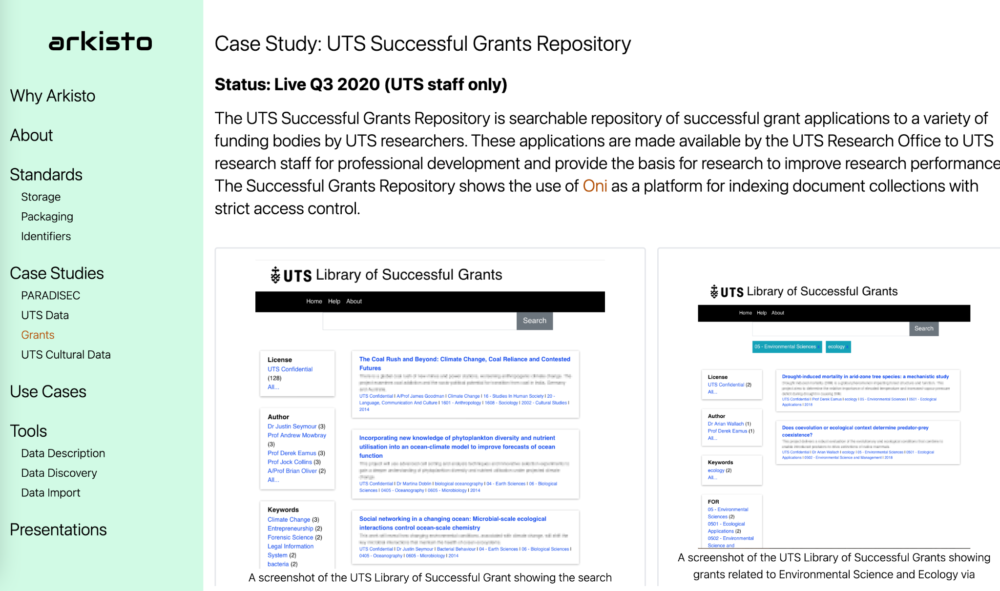 arkisto
Why Arkisto
About
Standards
Storage
Packaging
Identifiers
Case Studies
PARADISEC
UTS Data
Grants
UTS Cultural Data
Use Cases
Tools
Data Description
Data Discovery
Data Import
Presentations
Case Study: UTS Successful Grants Repository
Status: Live Q3 2020 (UTS staff only)
The UTS Successful Grants Repository is searchable repository of successful grant applications to a variety of
funding bodies by UTS researchers. These applications are made available by the UTS Research Office to UTS
research staff for professional development and provide the basis for research to improve research performance
The Successful Grants Repository shows the use of Oni as a platform for indexing document collections with
strict access control.
UTS Library of Successful Grants
Home Help About
Search
License
UTS Confidential
(128)
All...
Author
Dr Justin Seymour (3)
Prof Andrew Mowbray
(3)
Prof Derek Eamus (3)
Prof Jock Collins (3)
A/Prof Brian Oliver (2)
All...
Keywords
Climate Change (3)
Entrepreneurship (2)
Forensic Science (2)
Legal Information
System (2)
bacteria (2)
The Coal Rush and Beyond: Climate Change, Coal Reliance and Contested
Futures
UTS Confidential | A/Prof James Goodman | Climate Change | 16 - Studies In Human Society | 20 -
Language, Communication And Culture | 1601 - Anthropology | 1608 - Sociology | 2002 - Cultural Studies |
2014
Incorporating new knowledge of phytoplankton diversity and nutrient
utilisation into an ocean-climate model to improve forecasts of ocean
function
UTS Confidential | Dr Martina Doblin | biological oceanography | 04 - Earth Sciences | 06 - Biological
Sciences | 0405 - Oceanography | 0605 - Microbiology | 2014
Social networking in a changing ocean: Microbial-scale ecological
interactions control ocean-scale chemistry
UTS Confidential | Dr Justin Seymour | Bacterial Behaviour | 04 - Earth Sciences | 06 - Biological Sciences |
0405 - Oceanography | 0605 - Microbiology | 2014
A screenshot of the UTS Library of Successful Grant showing the search
UTS Library of Successful Grants
Home Help About
Search
05 - Environmental Sciences x ecology x
License
UTS Confidential (2)
All...
Author
Dr Arian Wallach (1)
Prof Derek Eamus (1)
All...
Keywords
ecology (2)
All...
FOR
05 - Environmental
Sciences (2)
0501 - Ecological
Applications (2)
0502 - Environmental
Science and
Drought-induced mortality in arid-zone tree species: a mechanistic study
UTS Confidential | Prof Derek Eamus | ecology | 05 - Environmental Sciences | 0501 - Ecological
Applications | 2018
Does coevolution or ecological context determine predator-prey
coexistence?
UTS Confidential | Dr Arian Wallach | ecology | 05 - Environmental Sciences | 0501 - Ecological
Applications | 0502 - Environmental Science and Management | 2018
A screenshot of the UTS Library of Successful Grants showing
grants related to Environmental Science and Ecology via